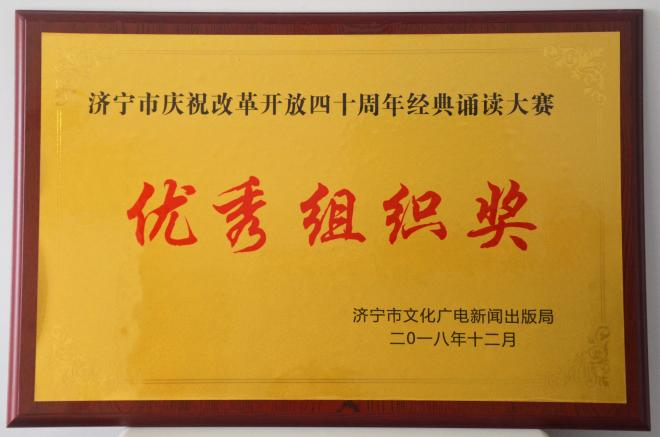 济宁市庆祝改革开放四十周年经典诵读大赛
优秀组织奖
济宁市文化广电新闻出版局
二0一八年十二月